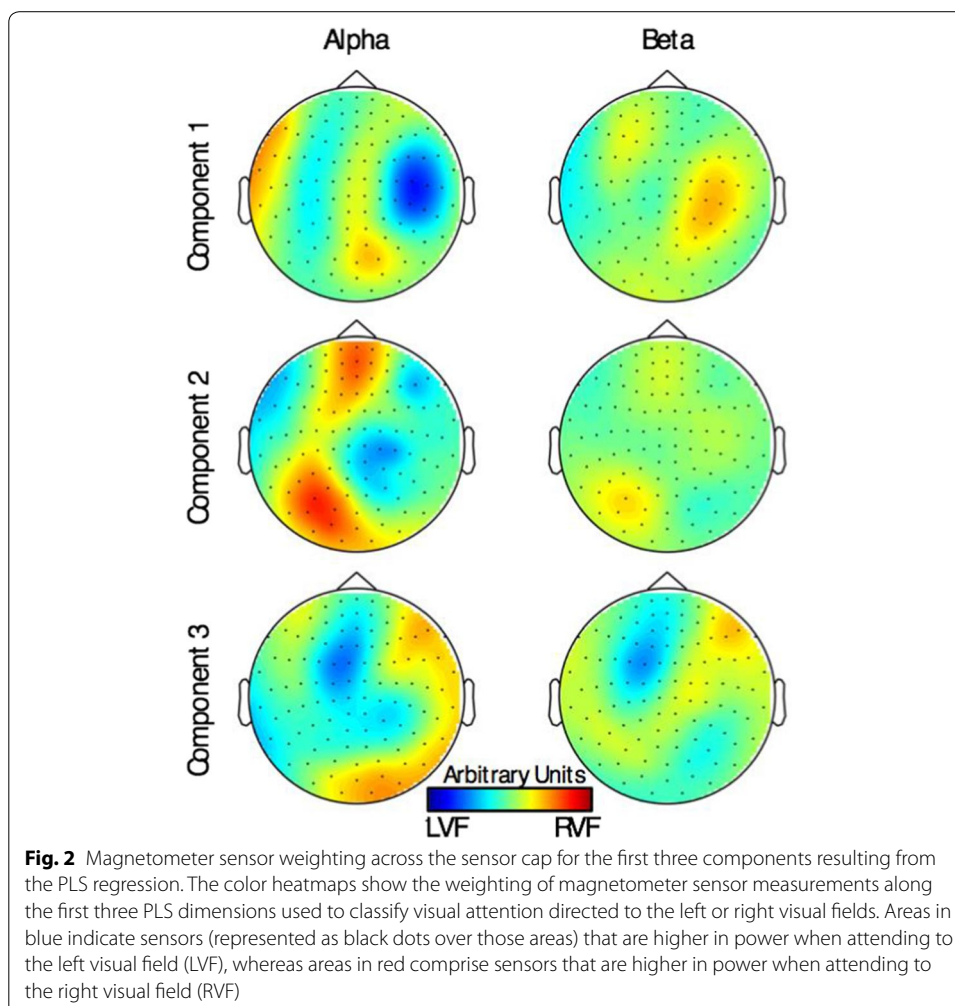 Alpha
Beta
Component 1
Component 2
Component 3
Arbitrary Units
LVF
RVF
Fig. 2 Magnetometer sensor weighting across the sensor cap for the first three components resulting from
the PLS regression. The color heatmaps show the weighting of magnetometer sensor measurements along
the first three PLS dimensions used to classify visual attention directed to the left or right visual fields. Areas in
blue indicate sensors (represented as black dots over those areas) that are higher in power when attending to
the left visual field (LVF), whereas areas in red comprise sensors that are higher in power when attending to
the right visual field (RVF)